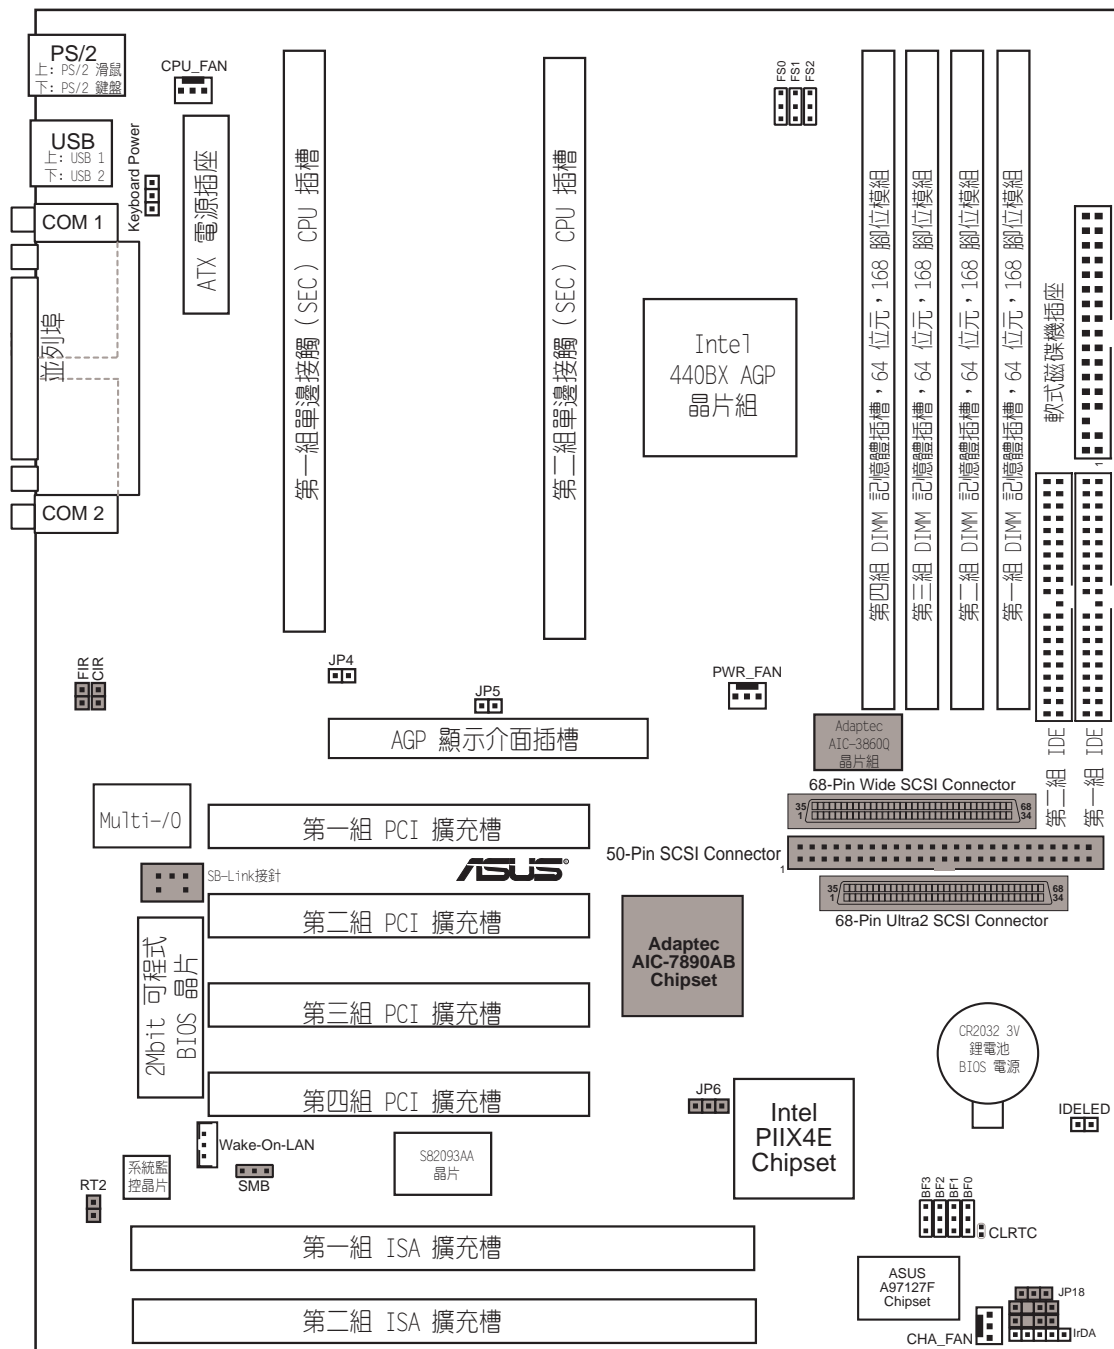 PS/2
上: PS/2 滑鼠
下: PS/2 鍵盤
CPU_FAN
FS0
FS1
FS2
USB
上: USB 1
下: USB 2
Keyboard Power
ATX 電源插座
COM 1
並列埠
COM 2
第一組單邊接觸(SEC) CPU 插槽
第二組單邊接觸(SEC) CPU 插槽
Intel
440BX AGP
晶片組
第四組 DIMM 記憶體插槽,64 位元,168 腳位模組
第三組 DIMM 記憶體插槽,64 位元,168 腳位模組
第二組 DIMM 記憶體插槽,64 位元,168 腳位模組
第一組 DIMM 記憶體插槽,64 位元,168 腳位模組
軟式磁碟機插座
1
第二組 IDE
第一組 IDE
FIR
CIR
JP4
JP5
PWR_FAN
AGP 顯示介面插槽
Adaptec
AIC-3860Q
晶片組
68-Pin Wide SCSI Connector
35
1
68
34
Multi-/O
第一組 PCI 擴充槽
50-Pin SCSI Connector
1
ASUS®
SB-Link接針
35
1
68
34
68-Pin Ultra2 SCSI Connector
第二組 PCI 擴充槽
2Mbit 可程式
BIOS 晶片
Adaptec
AIC-7890AB
Chipset
第三組 PCI 擴充槽
CR2032 3V
鋰電池
BIOS 電源
第四組 PCI 擴充槽
JP6
Intel
PIIX4E
Chipset
IDELED
Wake-On-LAN
S82093AA
晶片
系統監
控晶片
SMB
RT2
BF3
BF2
BF1
BF0
CLRTC
第一組 ISA 擴充槽
ASUS
A97127F
Chipset
JP18
第二組 ISA 擴充槽
CHA_FAN
IrDA